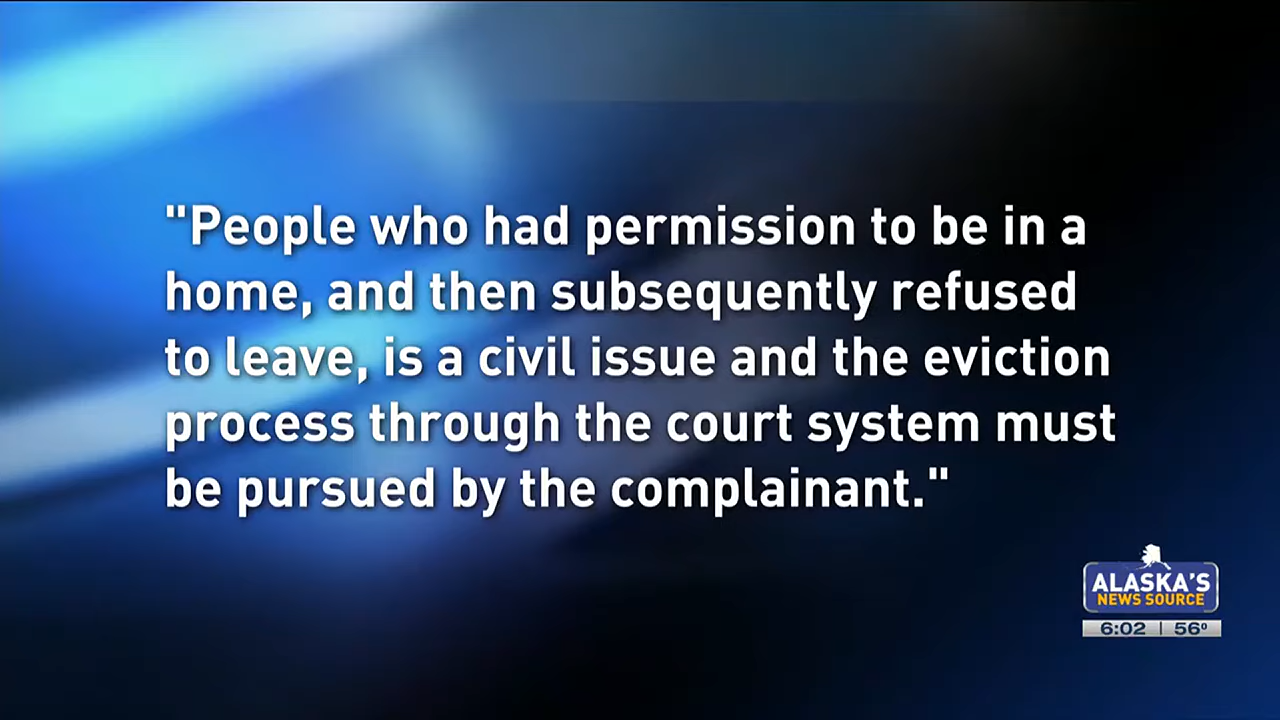 "People who had permission to be in a
home, and then subsequently refused
to leave, is a civil issue and the eviction
process through the court system must
be pursued by the complainant."
ALASKA'S
NEWS SOURCE
6:02 | 56°